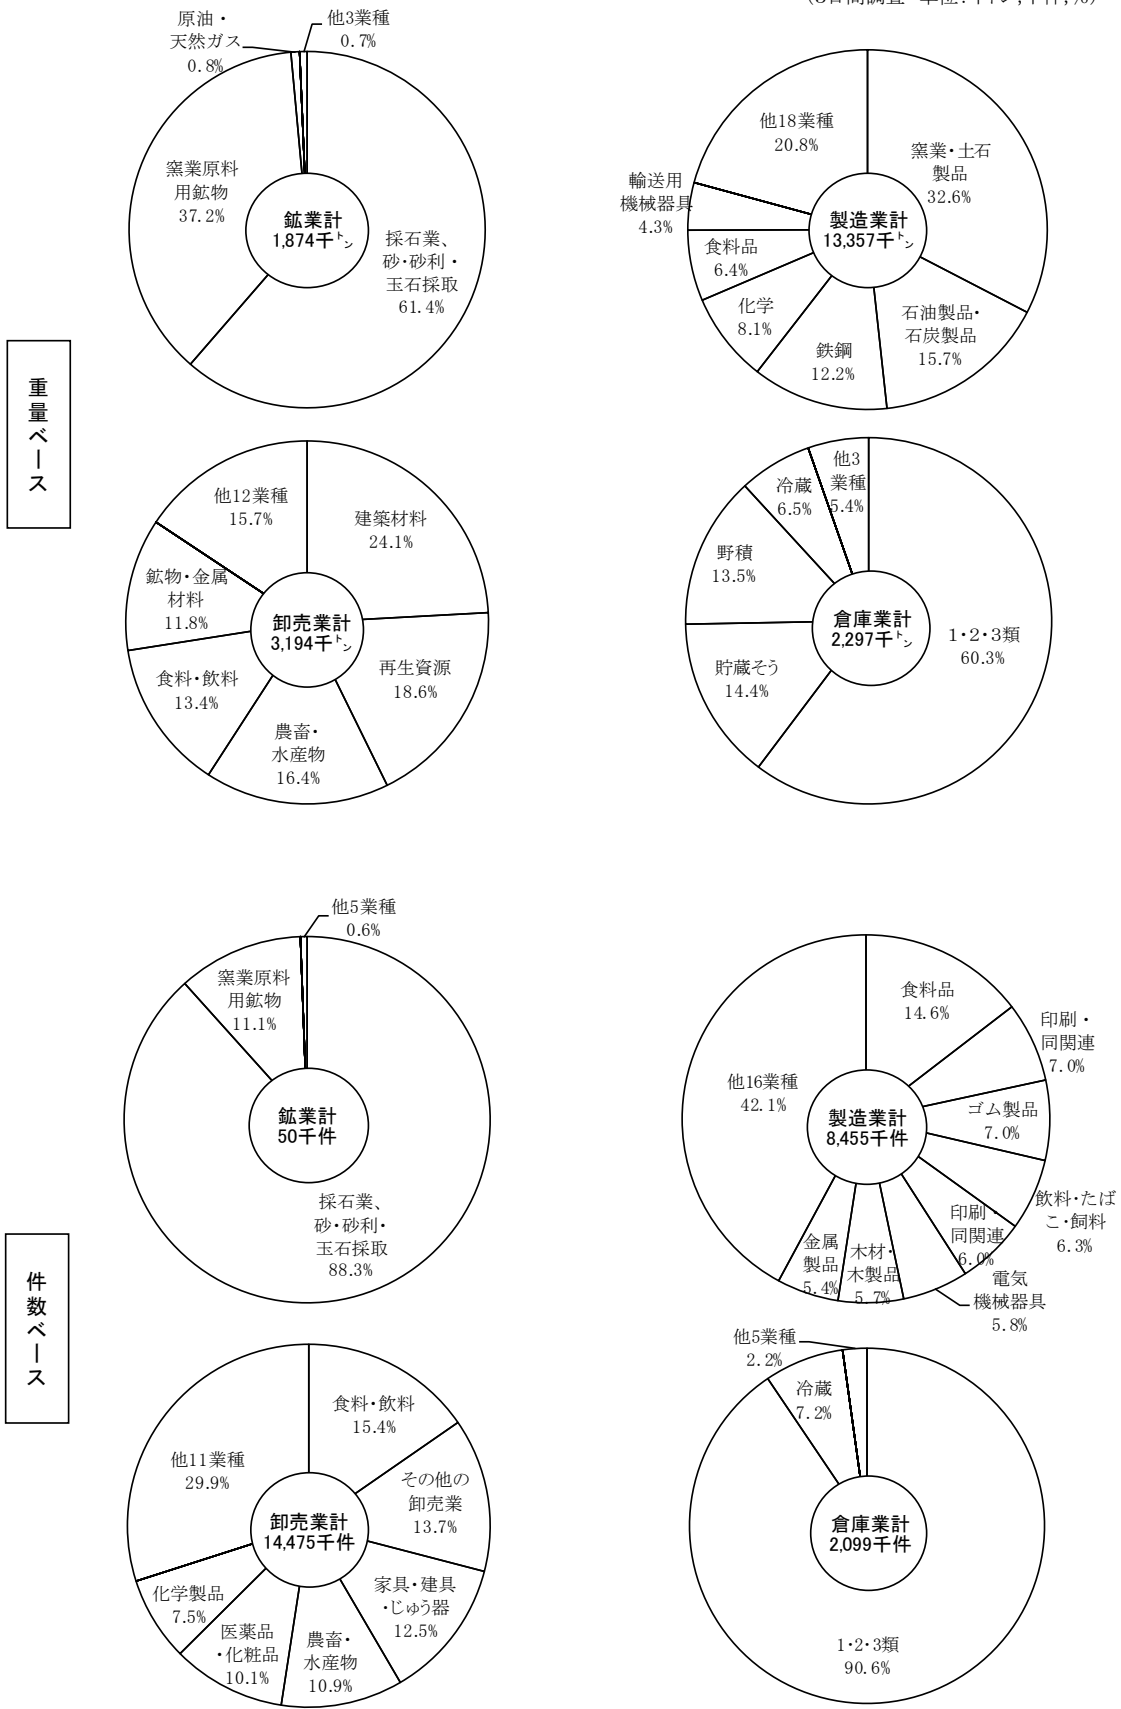 原油・
天然ガス
0.8%
他3業種
0.7%
窯業原料
用鉱物
37.2%
鉱業計
1,874千㌧
採石業、
砂・砂利・
玉石採取
61.4%
他18業種
20.8%
窯業・土石
製品
32.6%
輸送用
機械器具
4.3%
製造業計
13,357千㌧
食料品
6.4%
化学
8.1%
鉄鋼
12.2%
石油製品・
石炭製品
15.7%
重量ベース
他12業種
15.7%
建築材料
24.1%
鉱物・金属
材料
11.8%
卸売業計
3,194千㌧
食料・飲料
13.4%
再生資源
18.6%
農畜・
水産物
16.4%
他3
業種
5.4%
冷蔵
6.5%
野積
13.5%
倉庫業計
2,297千㌧
1・2・3類
60.3%
貯蔵そう
14.4%
他5業種
0.6%
窯業原料
用鉱物
11.1%
鉱業計
50千件
採石業、
砂・砂利・
玉石採取
88.3%
食料品
14.6%
印刷・
同関連
7.0%
他16業種
42.1%
製造業計
8,455千件
ゴム製品
7.0%
飲料・たば
こ・飼料
6.3%
印刷・
同関連
6.0%
金属
製品
5.4%
木材・
木製品
5.7%
電気
機械器具
5.8%
件数ベース
食料・飲料
15.4%
他11業種
29.9%
その他の
卸売業
13.7%
卸売業計
14,475千件
化学製品
7.5%
家具・建具
・じゅう器
12.5%
医薬品
・化粧品
10.1%
農畜・
水産物
10.9%
他5業種
2.2%
冷蔵
7.2%
倉庫業計
2,099千件
1・2・3類
90.6%